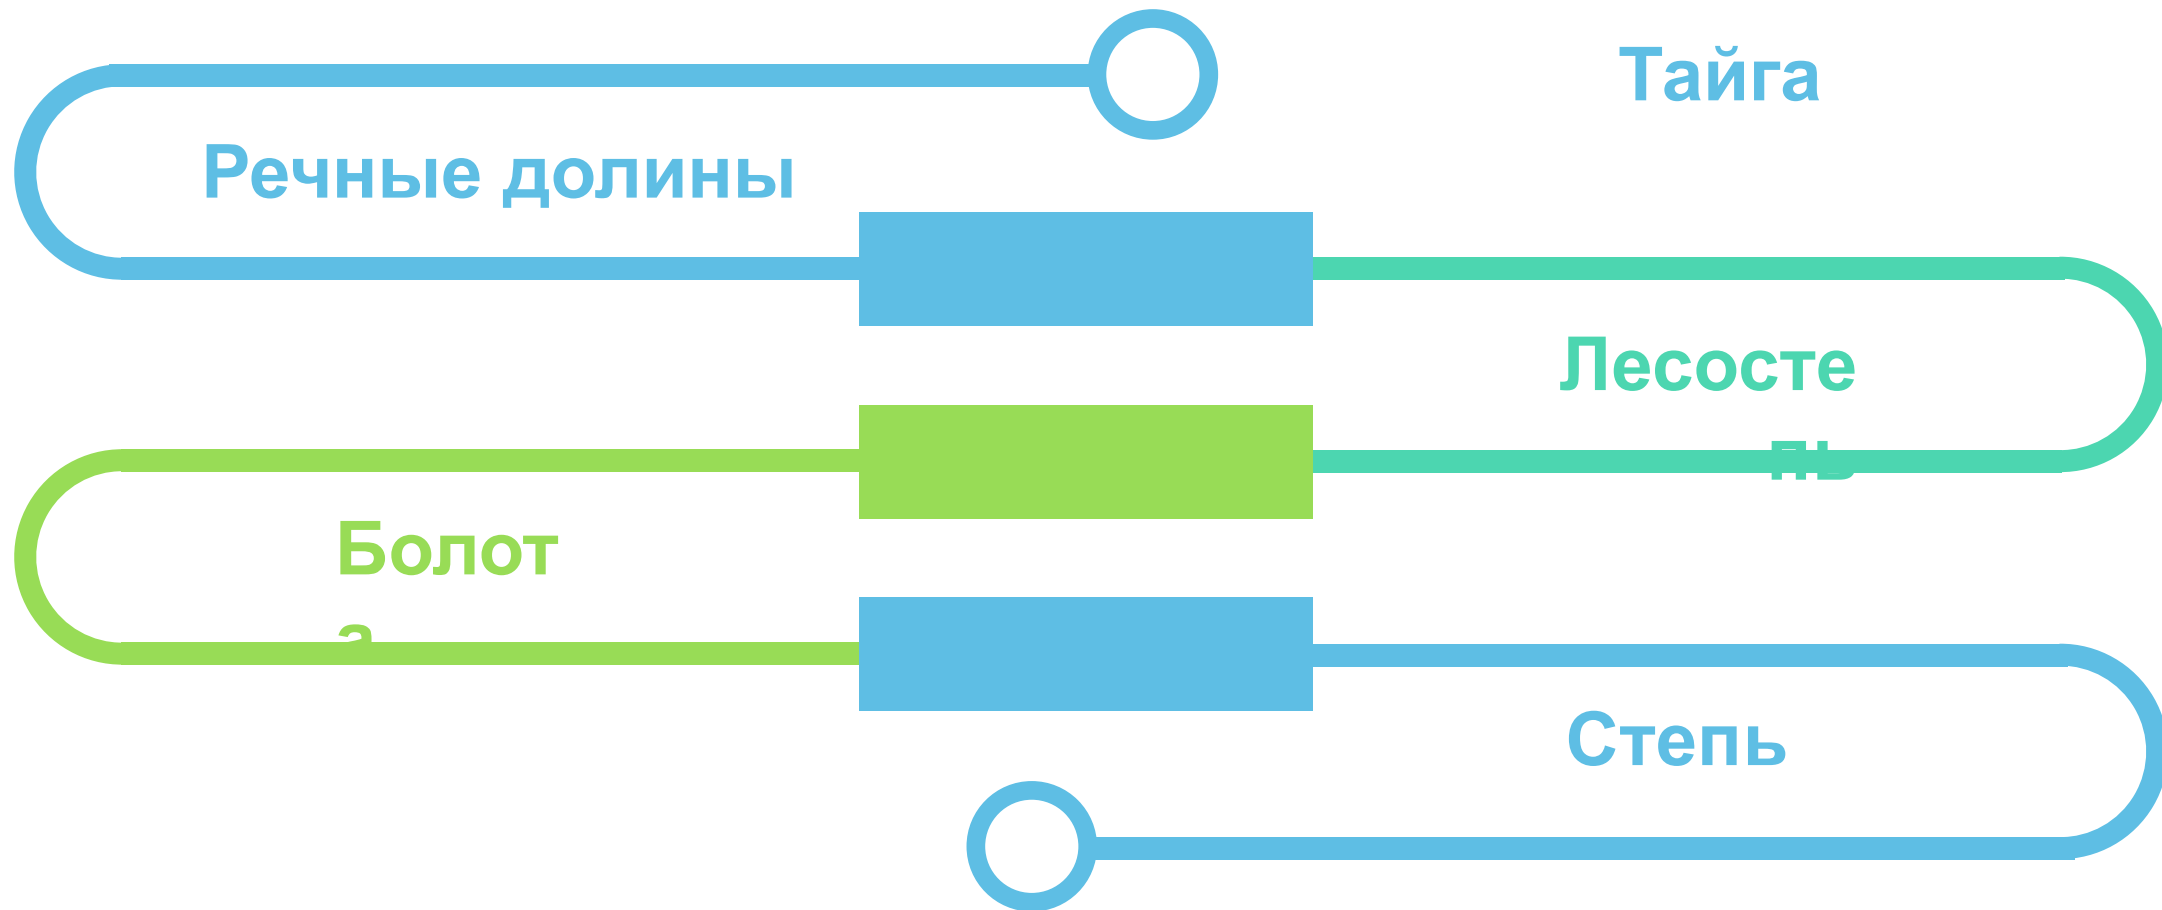 Тайга
Речные долины
Лесосте
пь
Болот
а
Степь